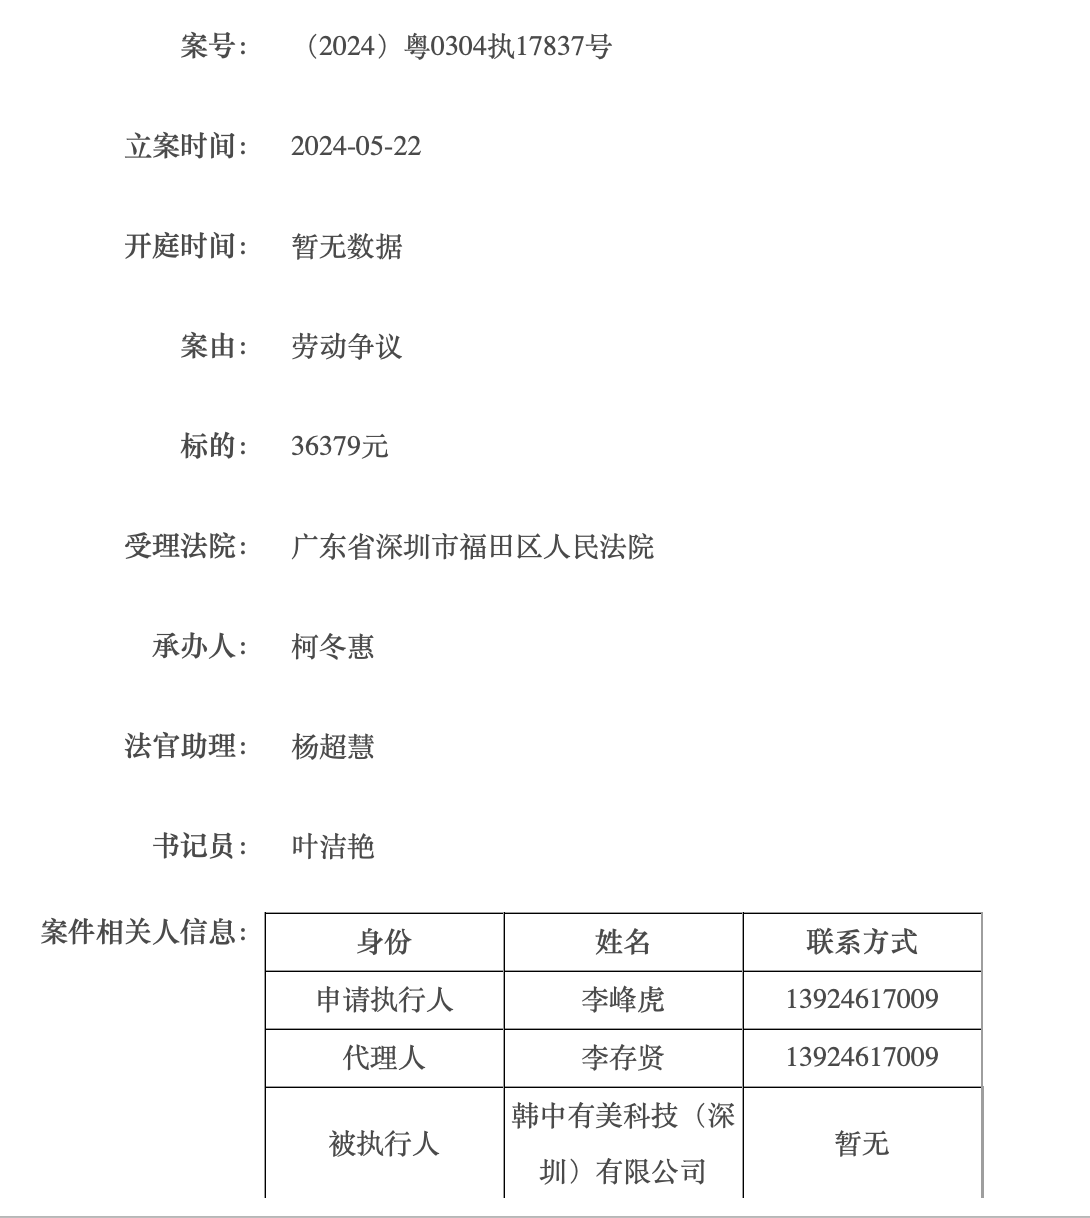 案号： （2024）粤0304执17837号
立案时间： 2024-05-22
开庭时间： 暂无数据
案由： 劳动争议
标的： 36379元
受理法院： 广东省深圳市福田区人民法院
承办人： 柯冬惠
法官助理： 杨超慧
书记员： 叶洁艳
案件相关人信息：
身份 姓名 联系方式
申请执行人 李峰虎 13924617009
代理人 李存贤 13924617009
被执行人 韩中有美科技（深
圳）有限公司 暂无